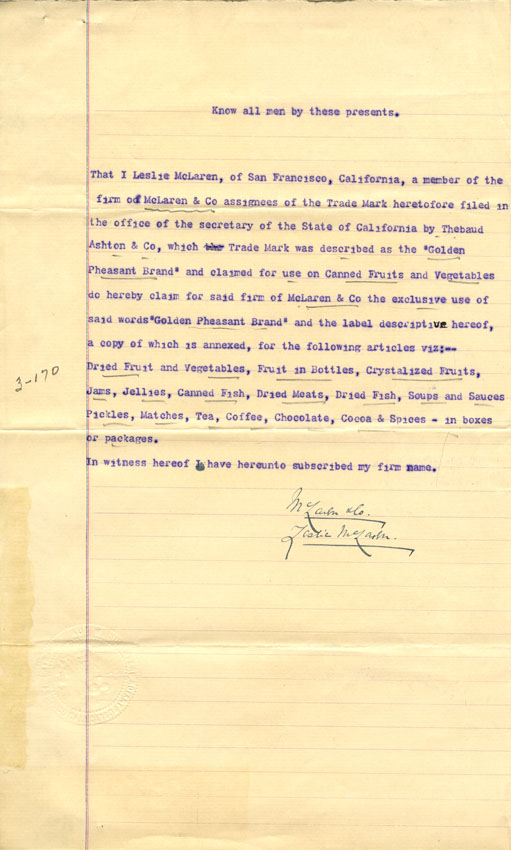 Know all men by these presents.
That I Leslie McLaren, of San Francisco, California, a member of the
firm of McLaren & Co assignees of the Trade Mark heretofore filed in
the office of the secretary of the State of California by Thebaud
Ashton & Co, which the Trade Mark was described as the "Golden
Pheasant Brand" and claimed for use on Canned Fruits and Vegetables
do hereby claim for said firm of McLaren & Co the exclusive use of
said words"Golden Pheasant Brand" and the label descriptive hereof,
a copy of which is annexed, for the following articles viz:--
3-170
Dried Fruit and Vegetables, Fruit in Bottles, Crystalized Fruits,
Jams, Jellies, Canned Fish, Dried Meats, Dried Fish, Soups and Sauces
Pickles, Matches, Tea, Coffee, Chocolate, Cocoa & Spices - in boxes
or packages.
In witness hereof I have hereunto subscribed my firm name.
McLaren & Co.
Leslie McLaren.